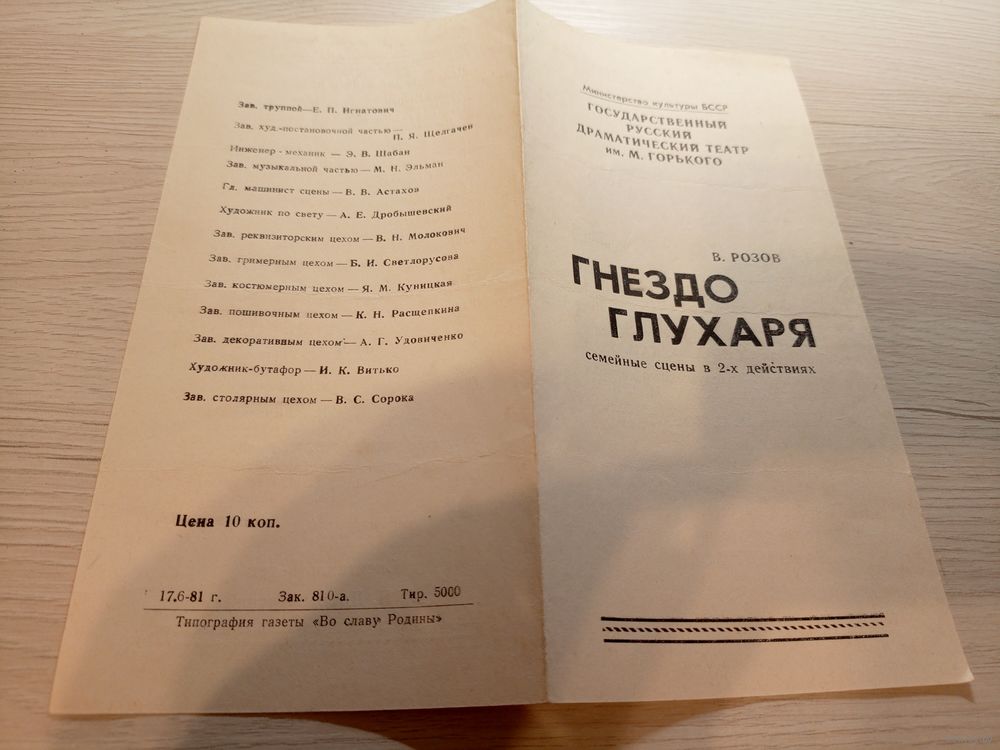 Зав. труппой—Е. П. Игнатович
Зав. худ.-постановочной частью—
П. Я. Щелгачев
Инженер-механик — Э. В. Шабан
Зав. музыкальной частью—М. Н. Эльман
Гл. машинист сцены—В. В. Астахов
Художник по свету—А. Е. Дробышевский
Зав. реквизиторским цехом—В. Н. Молокович
Зав. гримерным цехом—Б. И. Светлорусова
Зав. костюмерным цехом—Я. М. Куницкая
Зав. пошивочным цехом—К. Н. Расщепкина
Зав. декоративным цехом—А. Г. Удовиченко
Художник-бутафор—И. К. Витько
Зав. столярным цехом—В. С. Сорока
Цена 10 коп.
17.6-81 г. Зак. 810-а. Тир. 5000
Типография газеты «Во славу Родины»
Министерство культуры БССР
ГОСУДАРСТВЕННЫЙ
РУССКИЙ
ДРАМАТИЧЕСКИЙ ТЕАТР
им. М. ГОРЬКОГО
В. РОЗОВ
ГНЕЗДО
ГЛУХАРЯ
семейные сцены в 2-х действиях